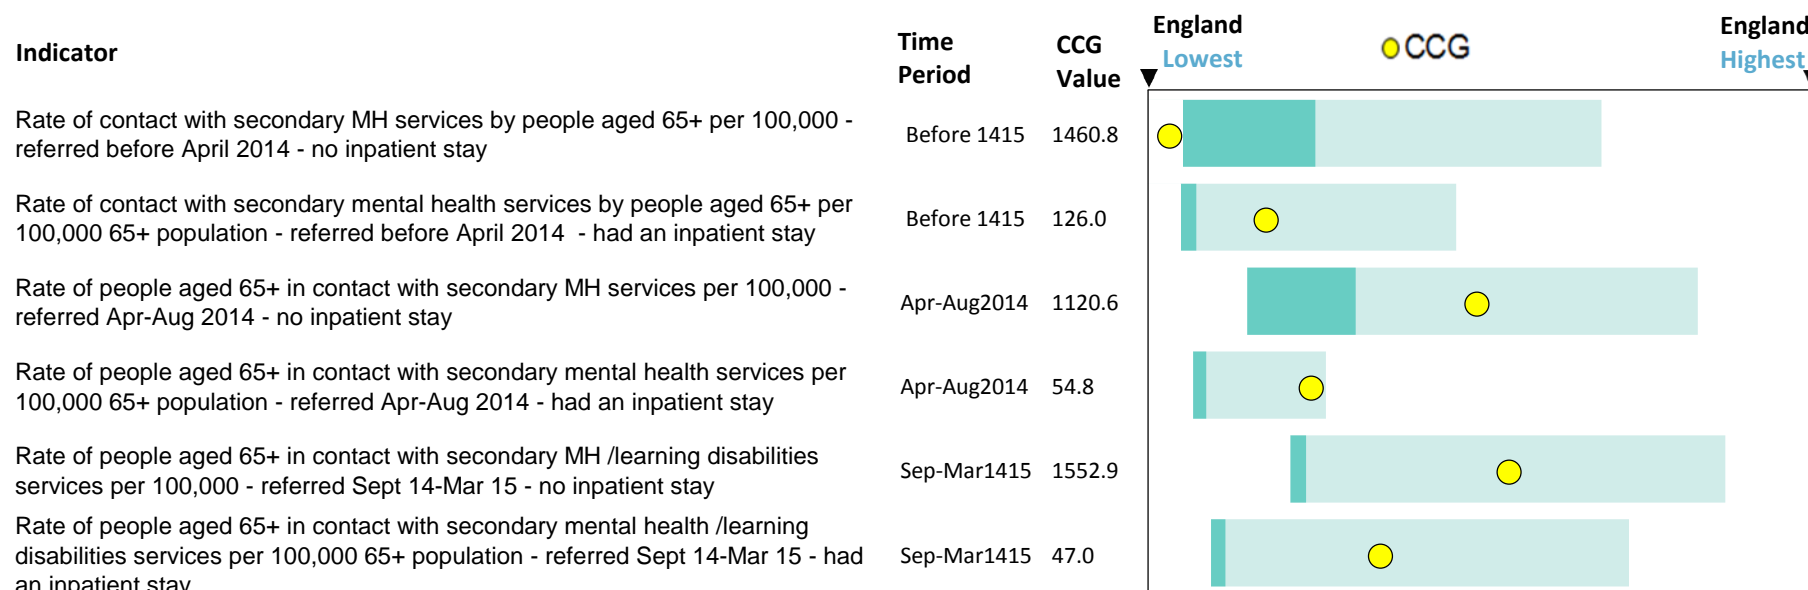 Indicator
Time
Period
CCG
Value
England
Lowest
CCG
England
Highest
Rate of contact with secondary MH services by people aged 65+ per 100,000 -
referred before April 2014 - no inpatient stay
Before 1415
1460.8
Rate of contact with secondary mental health services by people aged 65+ per
100,000 65+ population - referred before April 2014  - had an inpatient stay
Before 1415
126.0
Rate of people aged 65+ in contact with secondary MH services per 100,000 -
referred Apr-Aug 2014 - no inpatient stay
Apr-Aug2014
1120.6
Rate of people aged 65+ in contact with secondary mental health services per
100,000 65+ population - referred Apr-Aug 2014 - had an inpatient stay
Apr-Aug2014
54.8
Rate of people aged 65+ in contact with secondary MH /learning disabilities
services per 100,000 - referred Sept 14-Mar 15 - no inpatient stay
Sep-Mar1415
1552.9
Rate of people aged 65+ in contact with secondary mental health /learning
disabilities services per 100,000 65+ population - referred Sept 14-Mar 15 - had
an inpatient stay
Sep-Mar1415
47.0